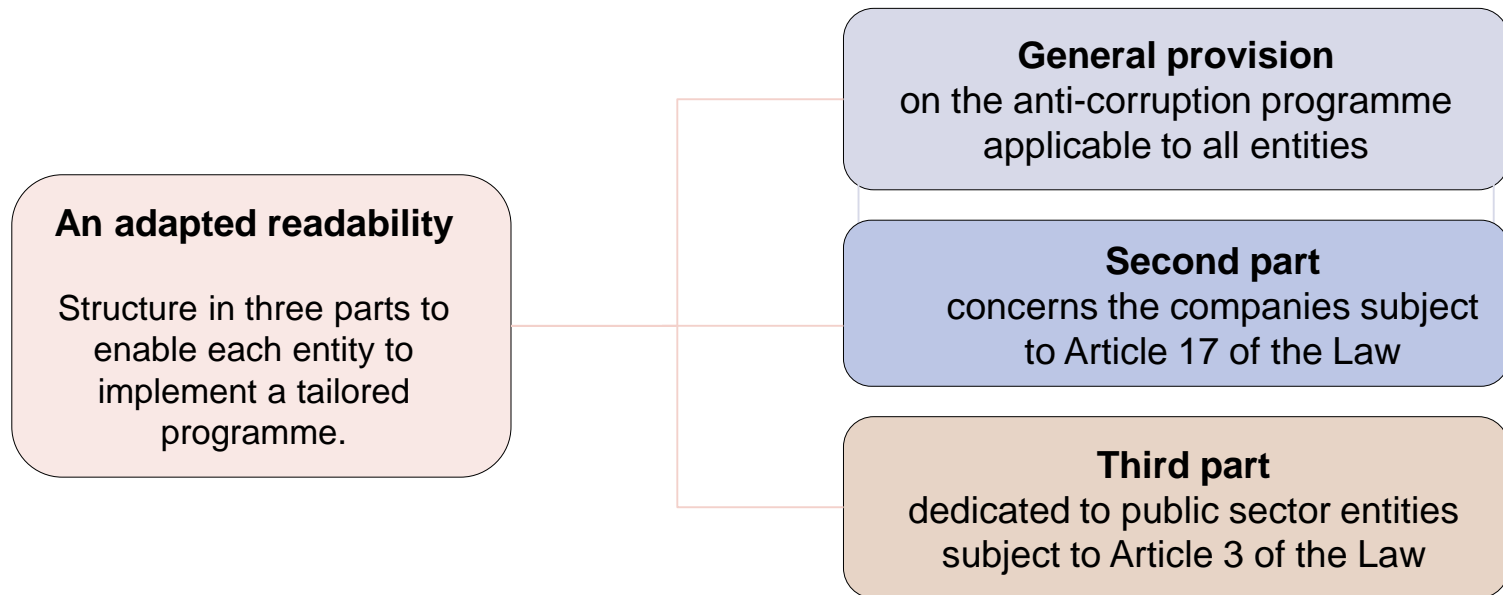 An adapted readability
Structure in three parts to
enable each entity to
implement a tailored
programme.
General provision
on the anti-corruption programme
applicable to all entities
Second part
concerns the companies subject
to Article 17 of the Law
Third part
dedicated to public sector entities
subject to Article 3 of the Law